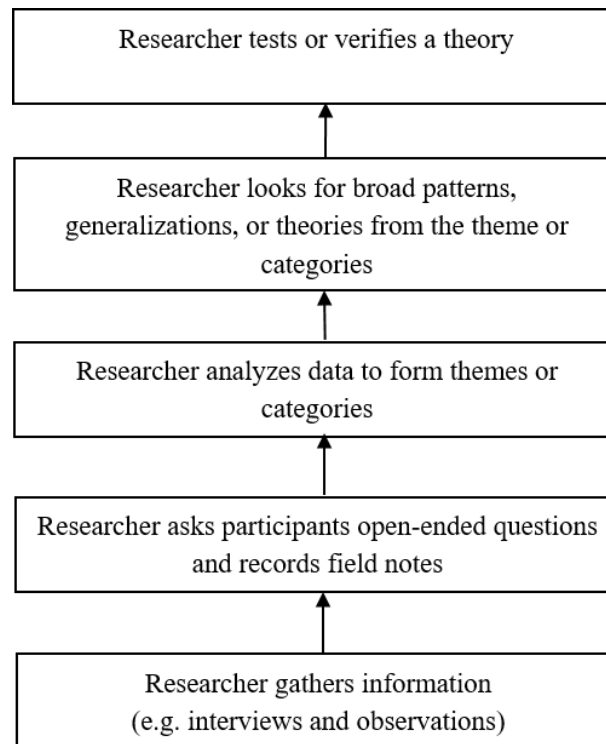 Researcher tests or verifies a theory
Researcher looks for broad patterns,
generalizations, or theories from the theme or
categories
Researcher analyzes data to form themes or
categories
Researcher asks participants open-ended questions
and records field notes
Researcher gathers information
(e.g. interviews and observations)